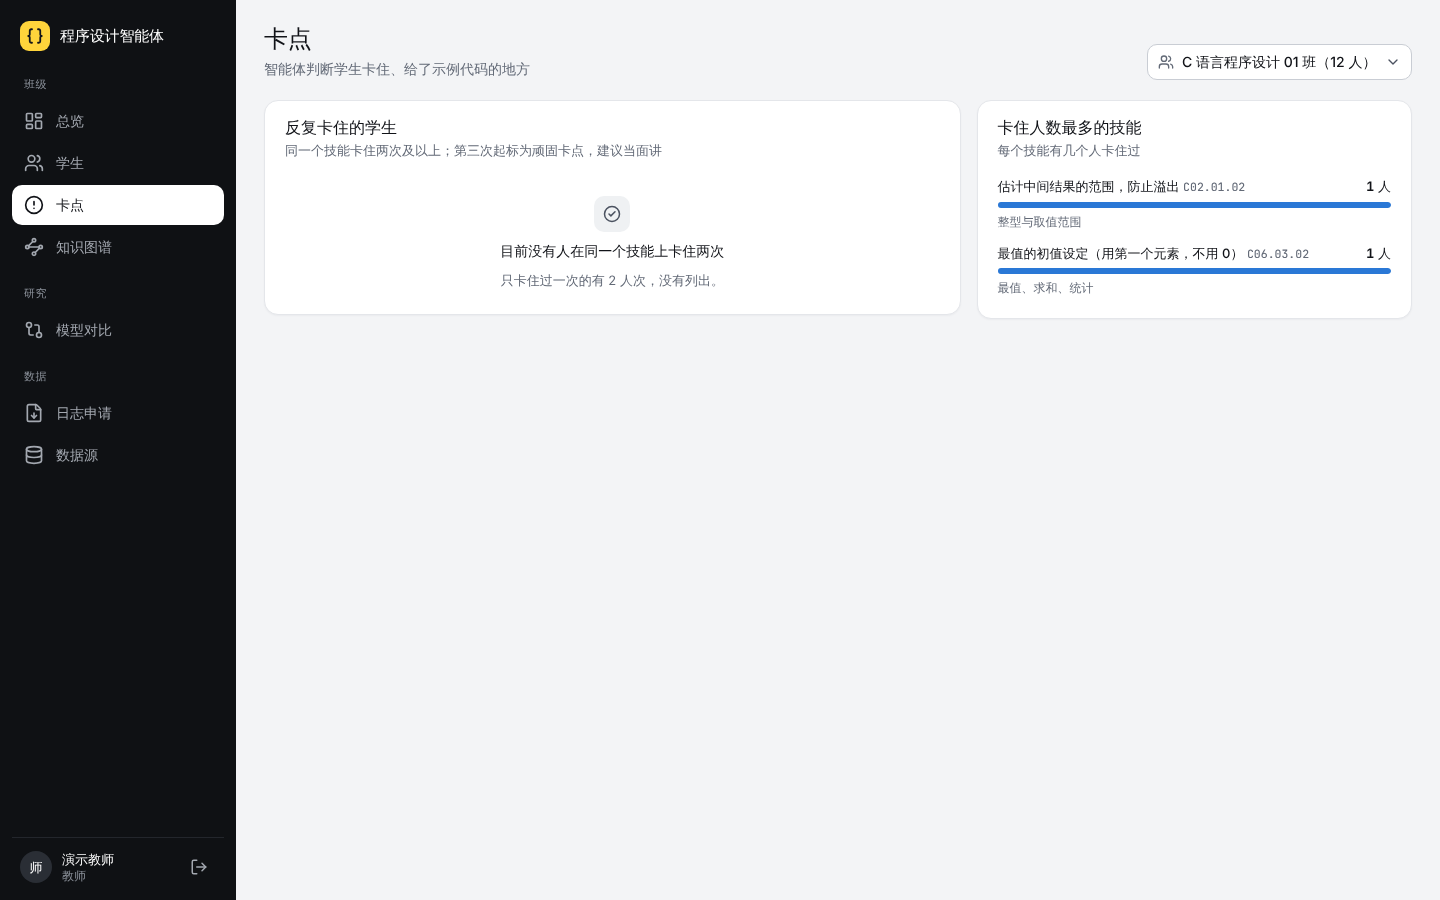 程序设计智能体
班级
总览
学生
卡点
知识图谱
研究
模型对比
数据
日志申请
数据源
师
演示教师
教师
卡点
智能体判断学生卡住、给了示例代码的地方
C 语言程序设计 01 班（12 人）
反复卡住的学生
同一个技能卡住两次及以上；第三次起标为顽固卡点，建议当面讲
目前没有人在同一个技能上卡住两次
只卡住过一次的有 2 人次，没有列出。
卡住人数最多的技能
每个技能有几个人卡住过
估计中间结果的范围，防止溢出 C02.01.02 1 人
整型与取值范围
最值的初值设定（用第一个元素，不用 0） C06.03.02 1 人
最值、求和、统计